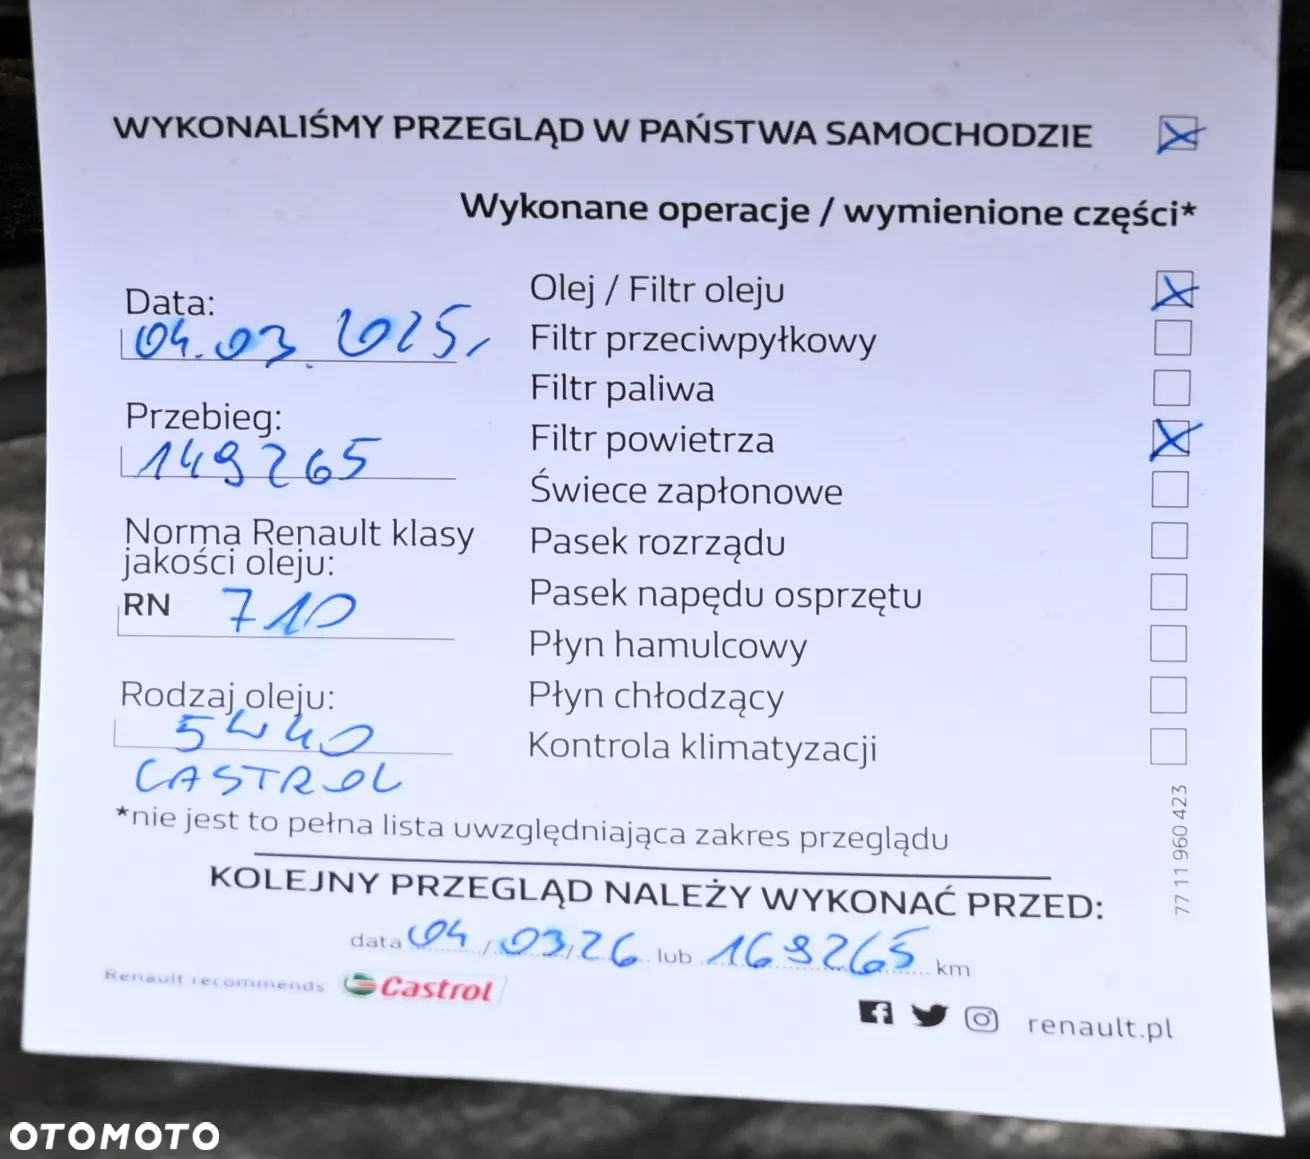 WYKONALIŚMY PRZEGLĄD W PAŃSTWA SAMOCHODZIE
Wykonane operacje / wymienione części*
Data:
04.03.2025r
Przebieg:
149265
Norma Renault klasy
jakości oleju:
RN 710
Rodzaj oleju:
5W40
CASTROL
Olej / Filtr oleju
Filtr przeciwpyłkowy
Filtr paliwa
Filtr powietrza
Świece zapłonowe
Pasek rozrządu
Pasek napędu osprzętu
Płyn hamulcowy
Płyn chłodzący
Kontrola klimatyzacji
77 11 960 423
*nie jest to pełna lista uwzględniająca zakres przeglądu
KOLEJNY PRZEGLĄD NALEŻY WYKONAĆ PRZED:
data 04/03/26 lub 169265 km
Renault recommends Castrol
renault.pl
OTOMOTO